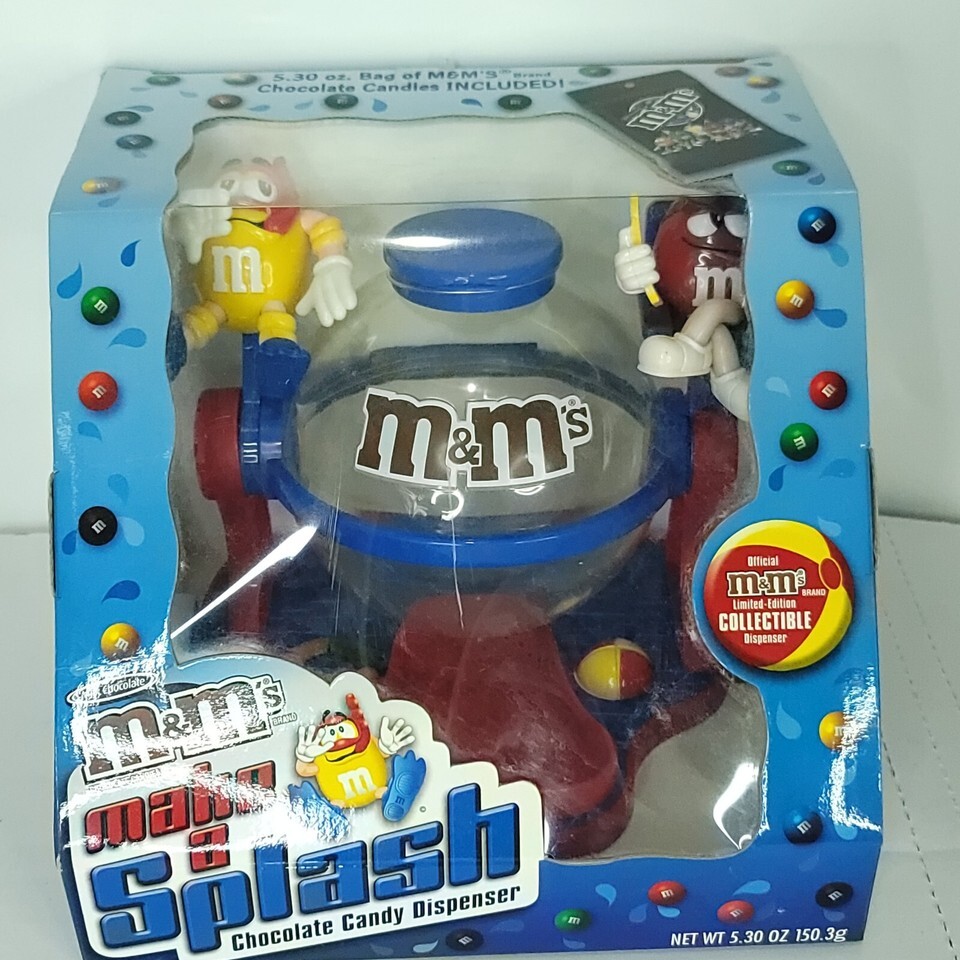 5.30 oz. Bag of M&M'S® Brand
Chocolate Candies INCLUDED!
m&m's
m
m
m&m's®
Official
m&m's® BRAND
Limited-Edition
COLLECTIBLE
Dispenser
Chocolate
m&m's BRAND
make
a
Splash
Chocolate Candy Dispenser
m
NET WT 5.30 OZ 150.3g